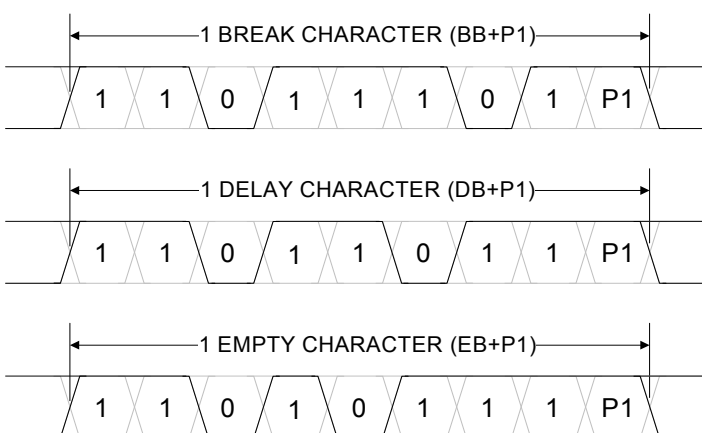 1 BREAK CHARACTER (BB+P1)
1 1 0 1 1 1 0 1 P1
1 DELAY CHARACTER (DB+P1)
1 1 0 1 1 0 1 1 P1
1 EMPTY CHARACTER (EB+P1)
1 1 0 1 0 1 1 1 P1